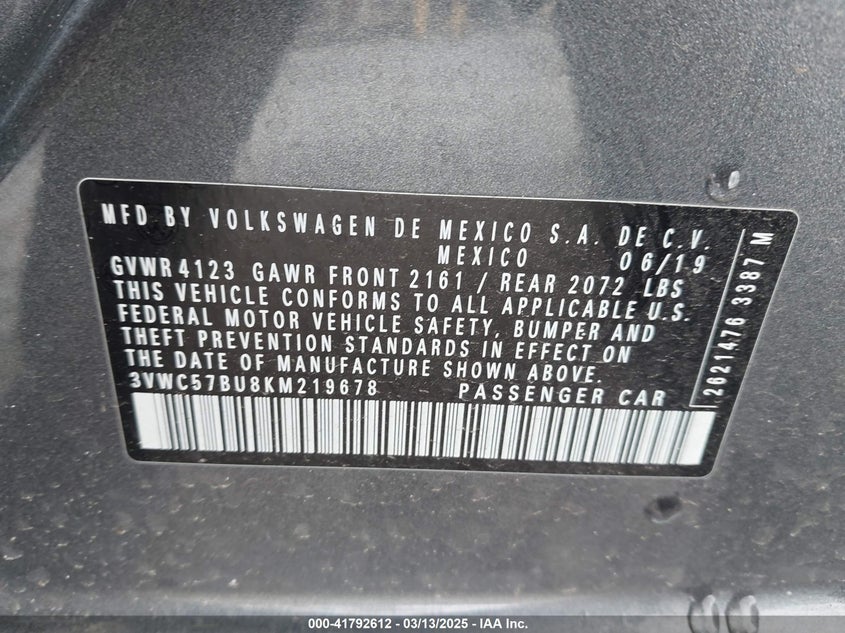 MFD BY VOLKSWAGEN DE MEXICO S.A. DE C.V.
MEXICO 06/19
GVWR 4123 GAWR FRONT 2161 / REAR 2072 LBS
THIS VEHICLE CONFORMS TO ALL APPLICABLE U.S.
FEDERAL MOTOR VEHICLE SAFETY, BUMPER AND
THEFT PREVENTION STANDARDS IN EFFECT ON
THE DATE OF MANUFACTURE SHOWN ABOVE.
3VWC57BU8KM219678 PASSENGER CAR
2621476 3387 M
000-41792612 - 03/13/2025 - IAA Inc.